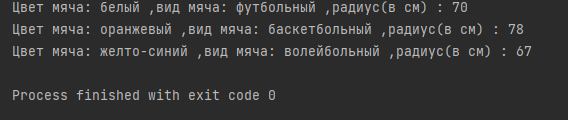 Цвет мяча: белый ,вид мяча: футбольный ,радиус(в см) : 70
Цвет мяча: оранжевый ,вид мяча: баскетбольный ,радиус(в см) : 78
Цвет мяча: желто-синий ,вид мяча: волейбольный ,радиус(в см) : 67
Process finished with exit code 0